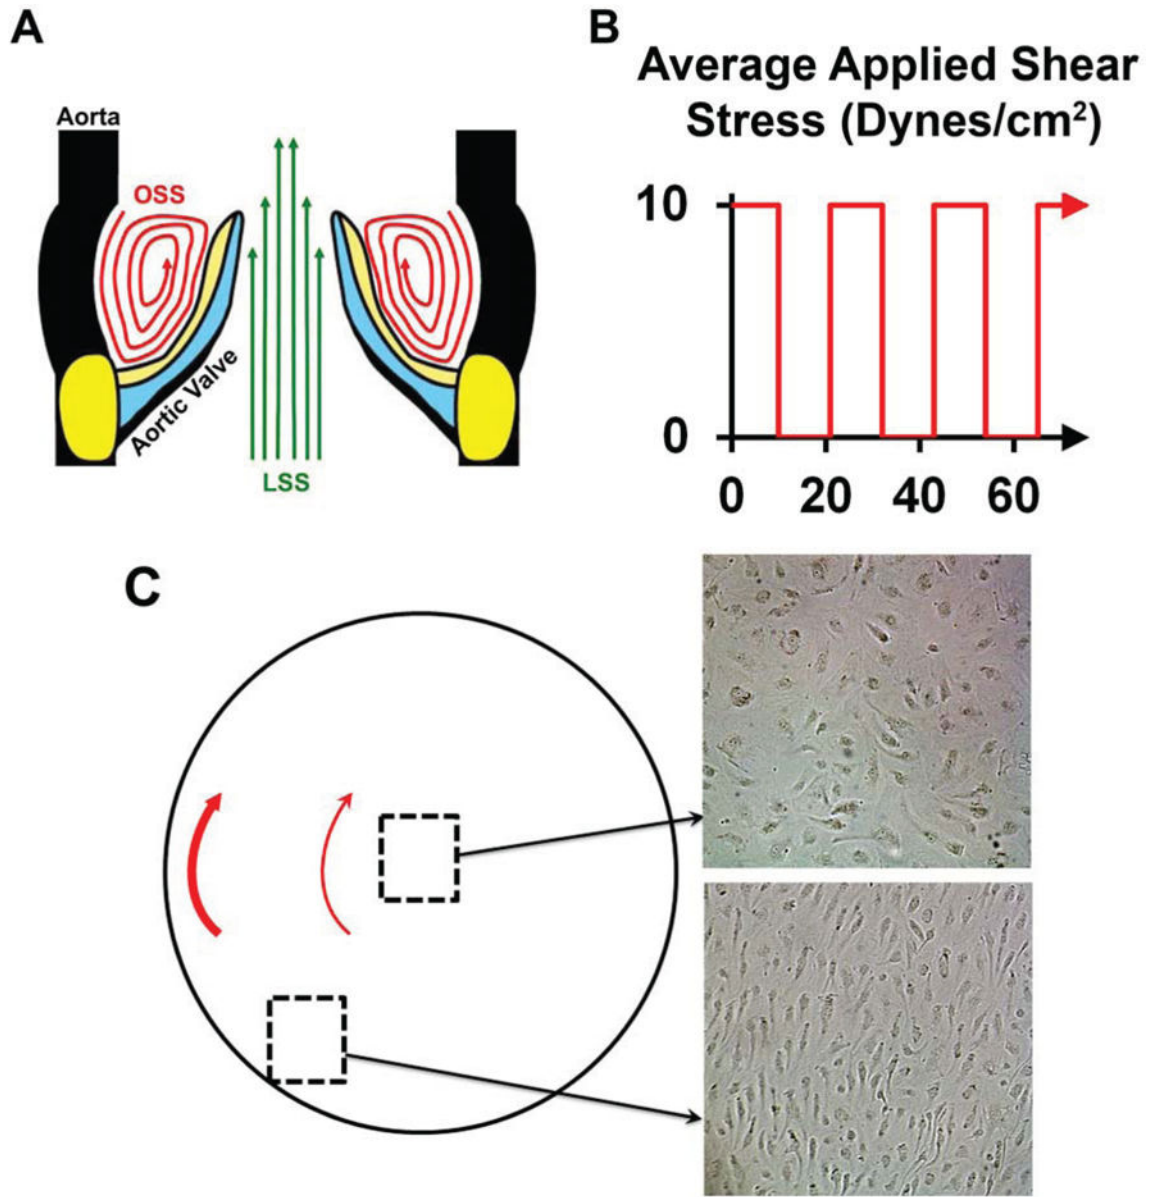 A
Aorta
OSS
Aortic Valve
LSS
B
Average Applied Shear
Stress (Dynes/cm²)
10
0
0 20 40 60
C